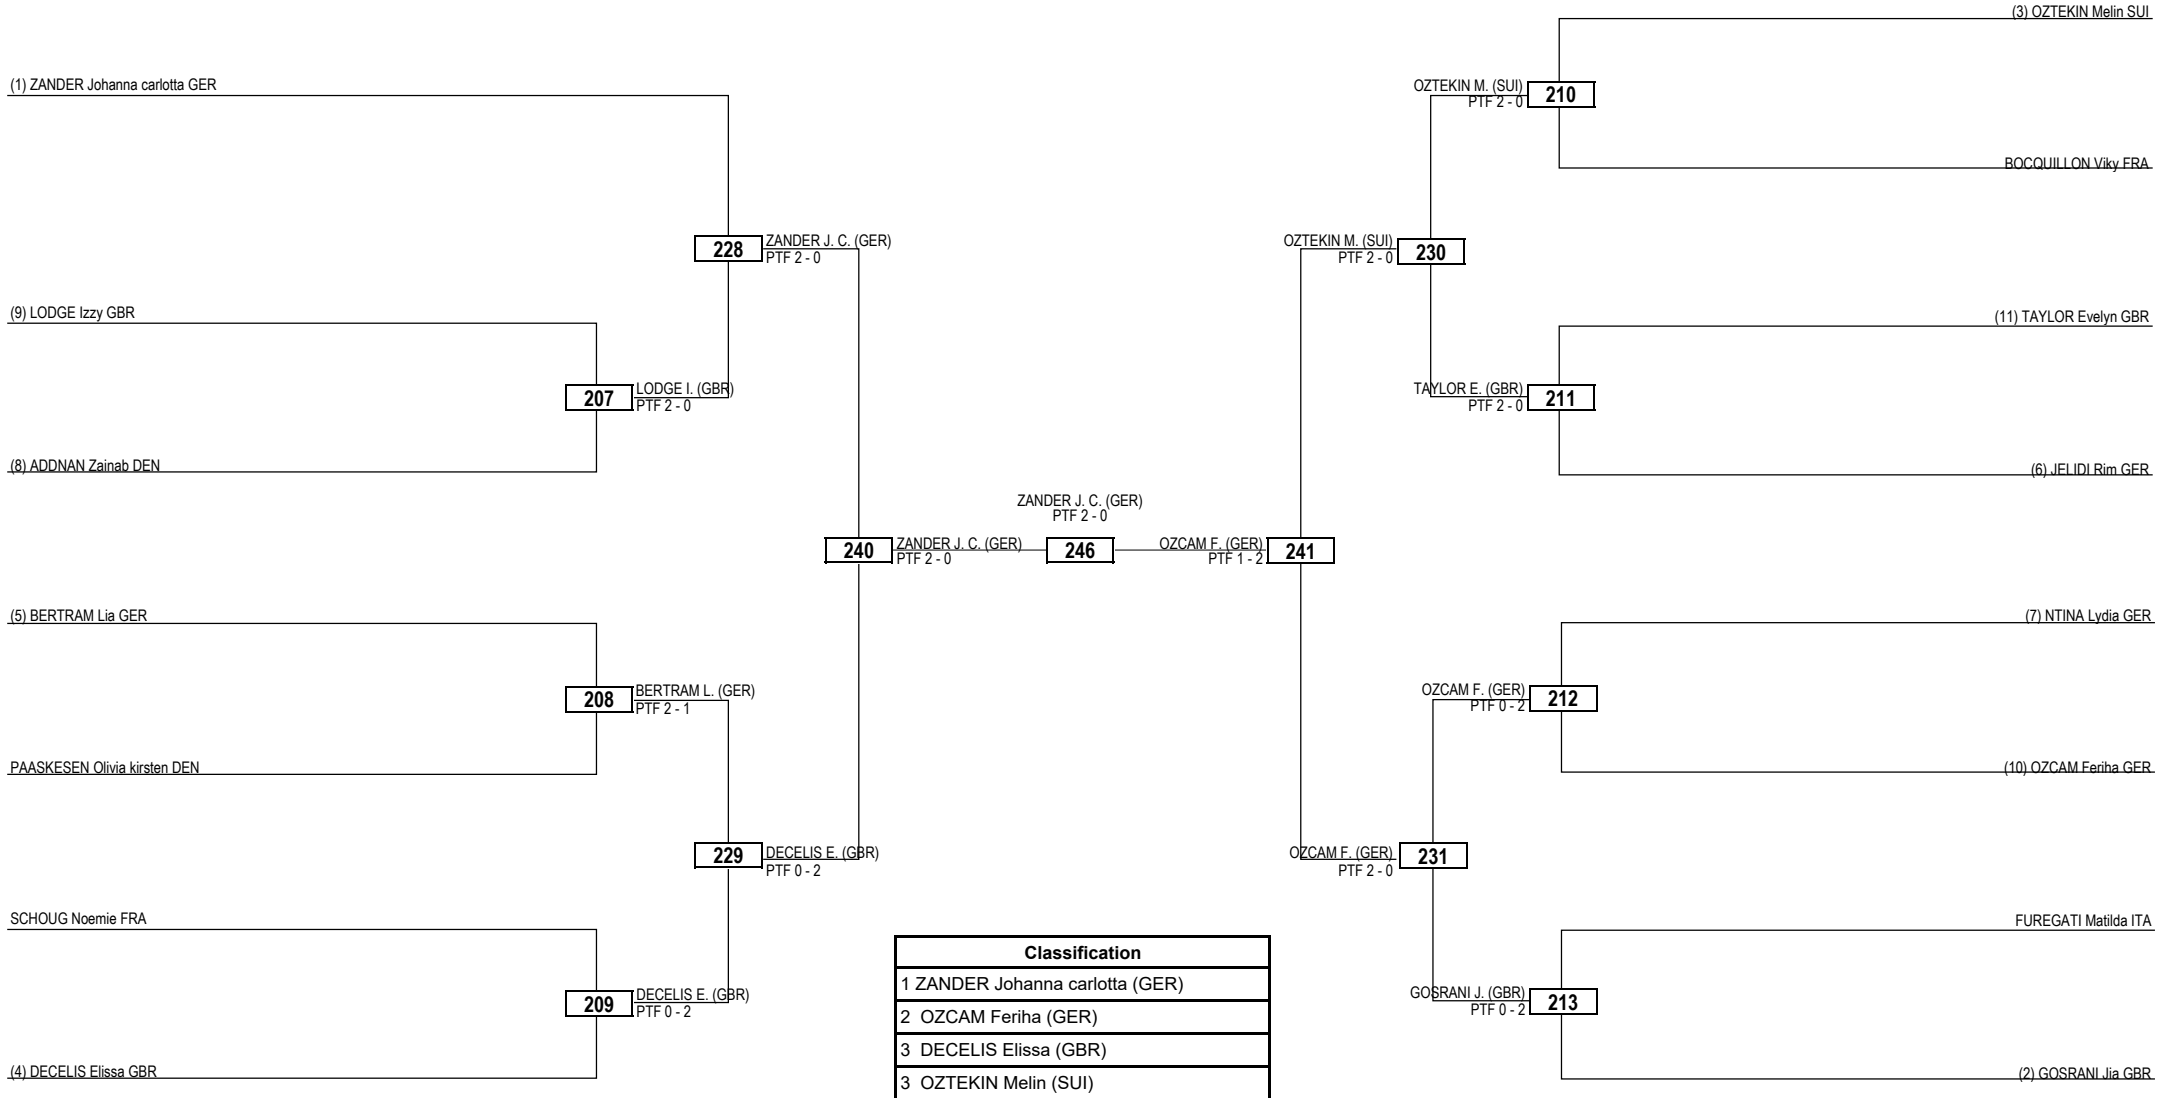 (3) OZTEKIN Melin SUI
(1) ZANDER Johanna carlotta GER
OZTEKIN M. (SUI)
PTF 2 - 0
210
BOCQUILLON Viky FRA
228
ZANDER J. C. (GER)
PTF 2 - 0
OZTEKIN M. (SUI)
PTF 2 - 0
230
(9) LODGE Izzy GBR
(11) TAYLOR Evelyn GBR
207
LODGE I. (GBR)
PTF 2 - 0
TAYLOR E. (GBR)
PTF 2 - 0
211
(8) ADDNAN Zainab DEN
(6) JELIDI Rim GER
ZANDER J. C. (GER)
PTF 2 - 0
240
ZANDER J. C. (GER)
PTF 2 - 0
246
OZCAM F. (GER)
PTF 1 - 2
241
(5) BERTRAM Lia GER
(7) NTINA Lydia GER
208
BERTRAM L. (GER)
PTF 2 - 1
OZCAM F. (GER)
PTF 0 - 2
212
PAASKESEN Olivia kirsten DEN
(10) OZCAM Feriha GER
229
DECELIS E. (GBR)
PTF 0 - 2
OZCAM F. (GER)
PTF 2 - 0
231
SCHOUG Noemie FRA
FUREGATI Matilda ITA
209
DECELIS E. (GBR)
PTF 0 - 2
GOSRANI J. (GBR)
PTF 0 - 2
213
(4) DECELIS Elissa GBR
(2) GOSRANI Jia GBR
Classification
1 ZANDER Johanna carlotta (GER)
2 OZCAM Feriha (GER)
3 DECELIS Elissa (GBR)
3 OZTEKIN Melin (SUI)